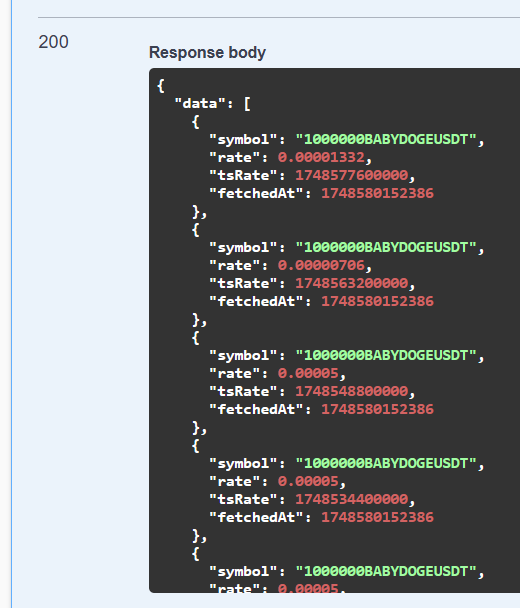 200
Response body
{
"data": [
{
"symbol": "1000000BABYDOGEUSDT",
"rate": 0.00001332,
"tsRate": 1748577600000,
"fetchedAt": 1748580152386
},
{
"symbol": "1000000BABYDOGEUSDT",
"rate": 0.00000706,
"tsRate": 1748563200000,
"fetchedAt": 1748580152386
},
{
"symbol": "1000000BABYDOGEUSDT",
"rate": 0.00005,
"tsRate": 1748548800000,
"fetchedAt": 1748580152386
},
{
"symbol": "1000000BABYDOGEUSDT",
"rate": 0.00005,
"tsRate": 1748534400000,
"fetchedAt": 1748580152386
},
{
"symbol": "1000000BABYDOGEUSDT",
"rate": 0.00005,